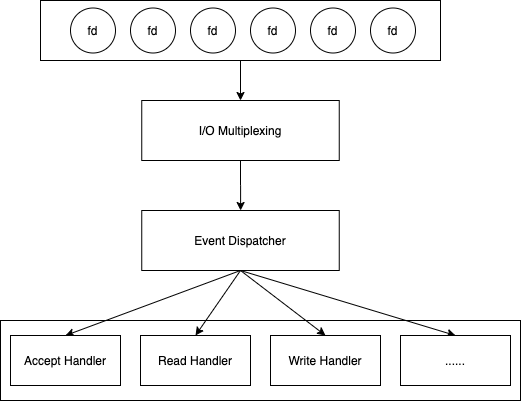 fd fd fd fd fd fd
I/O Multiplexing
Event Dispatcher
Accept Handler Read Handler Write Handler ......